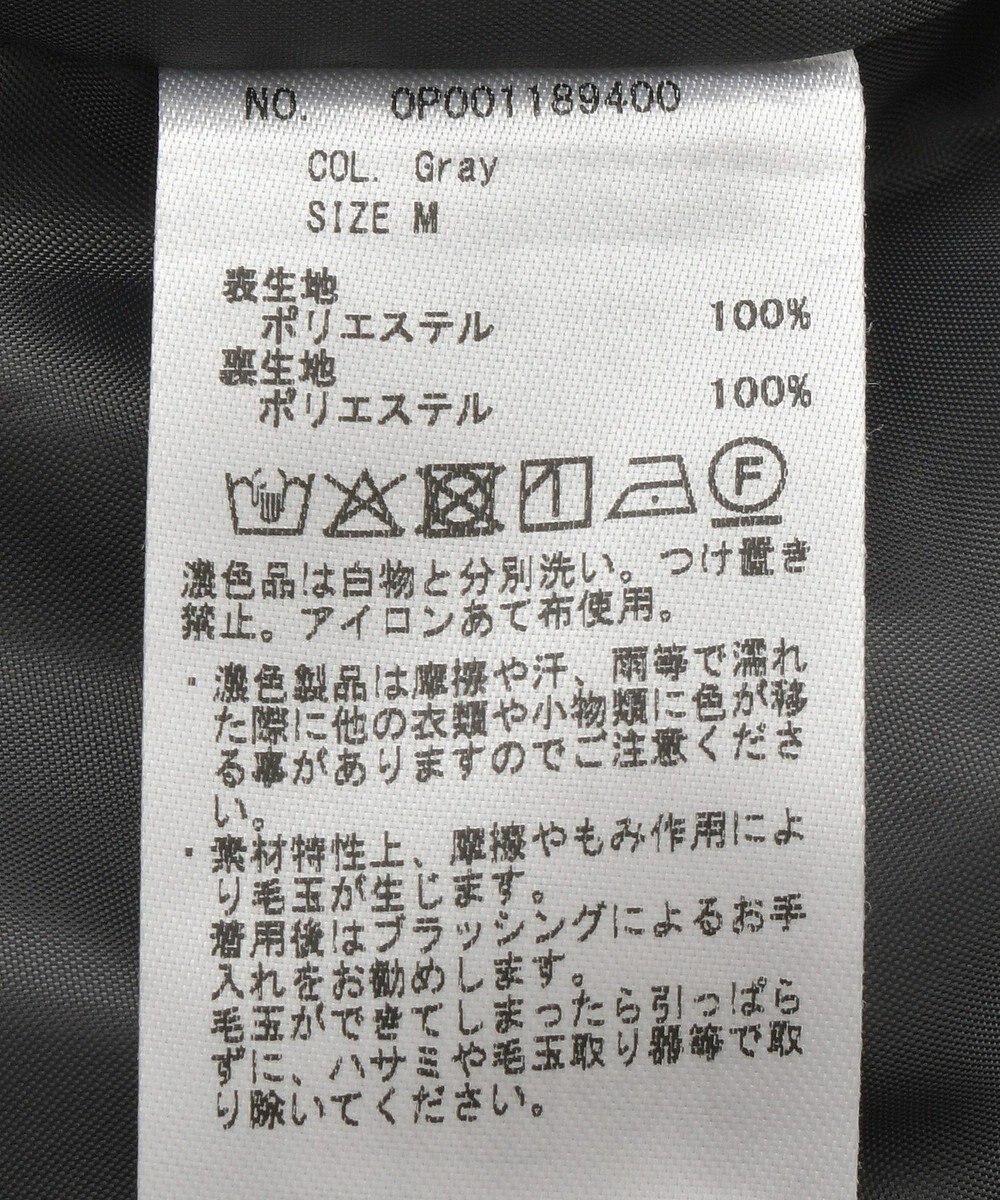 NO. OP001189400
COL. Gray
SIZE M
表生地
ポリエステル 100%
裏生地
ポリエステル 100%
F
濃色品は白物と分別洗い。つけ置き
禁止。アイロンあて布使用。
・濃色製品は摩擦や汗、雨等で濡れ
た際に他の衣類や小物類に色が移
る事がありますのでご注意くださ
い。
・素材特性上、摩擦やもみ作用によ
り毛玉が生じます。
着用後はブラッシングによるお手
入れをお勧めします。
毛玉ができてしまったら引っぱら
ずに、ハサミや毛玉取り器等で取
り除いてください。